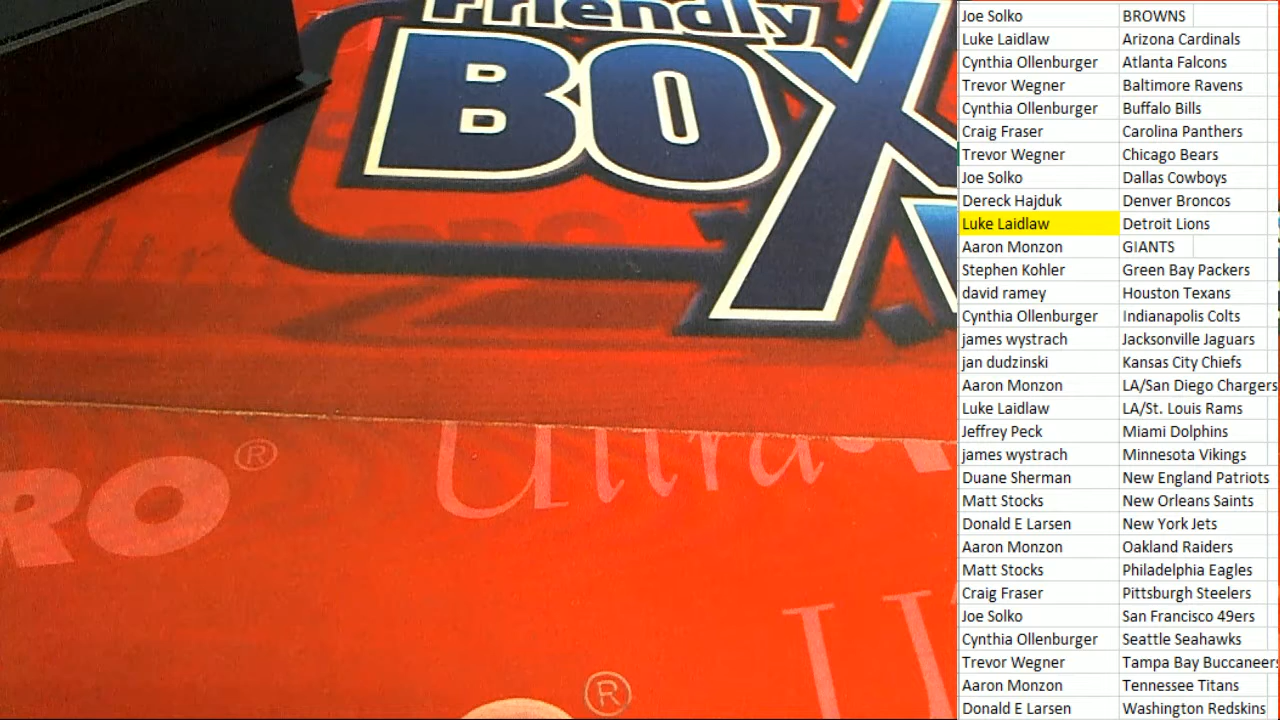 Friendly
BOX
Ultra PRO
RO®
Ultra
®
Joe Solko BROWNS
Luke Laidlaw Arizona Cardinals
Cynthia Ollenburger Atlanta Falcons
Trevor Wegner Baltimore Ravens
Cynthia Ollenburger Buffalo Bills
Craig Fraser Carolina Panthers
Trevor Wegner Chicago Bears
Joe Solko Dallas Cowboys
Dereck Hajduk Denver Broncos
Luke Laidlaw Detroit Lions
Aaron Monzon GIANTS
Stephen Kohler Green Bay Packers
david ramey Houston Texans
Cynthia Ollenburger Indianapolis Colts
james wystrach Jacksonville Jaguars
jan dudzinski Kansas City Chiefs
Aaron Monzon LA/San Diego Chargers
Luke Laidlaw LA/St. Louis Rams
Jeffrey Peck Miami Dolphins
james wystrach Minnesota Vikings
Duane Sherman New England Patriots
Matt Stocks New Orleans Saints
Donald E Larsen New York Jets
Aaron Monzon Oakland Raiders
Matt Stocks Philadelphia Eagles
Craig Fraser Pittsburgh Steelers
Joe Solko San Francisco 49ers
Cynthia Ollenburger Seattle Seahawks
Trevor Wegner Tampa Bay Buccaneers
Aaron Monzon Tennessee Titans
Donald E Larsen Washington Redskins